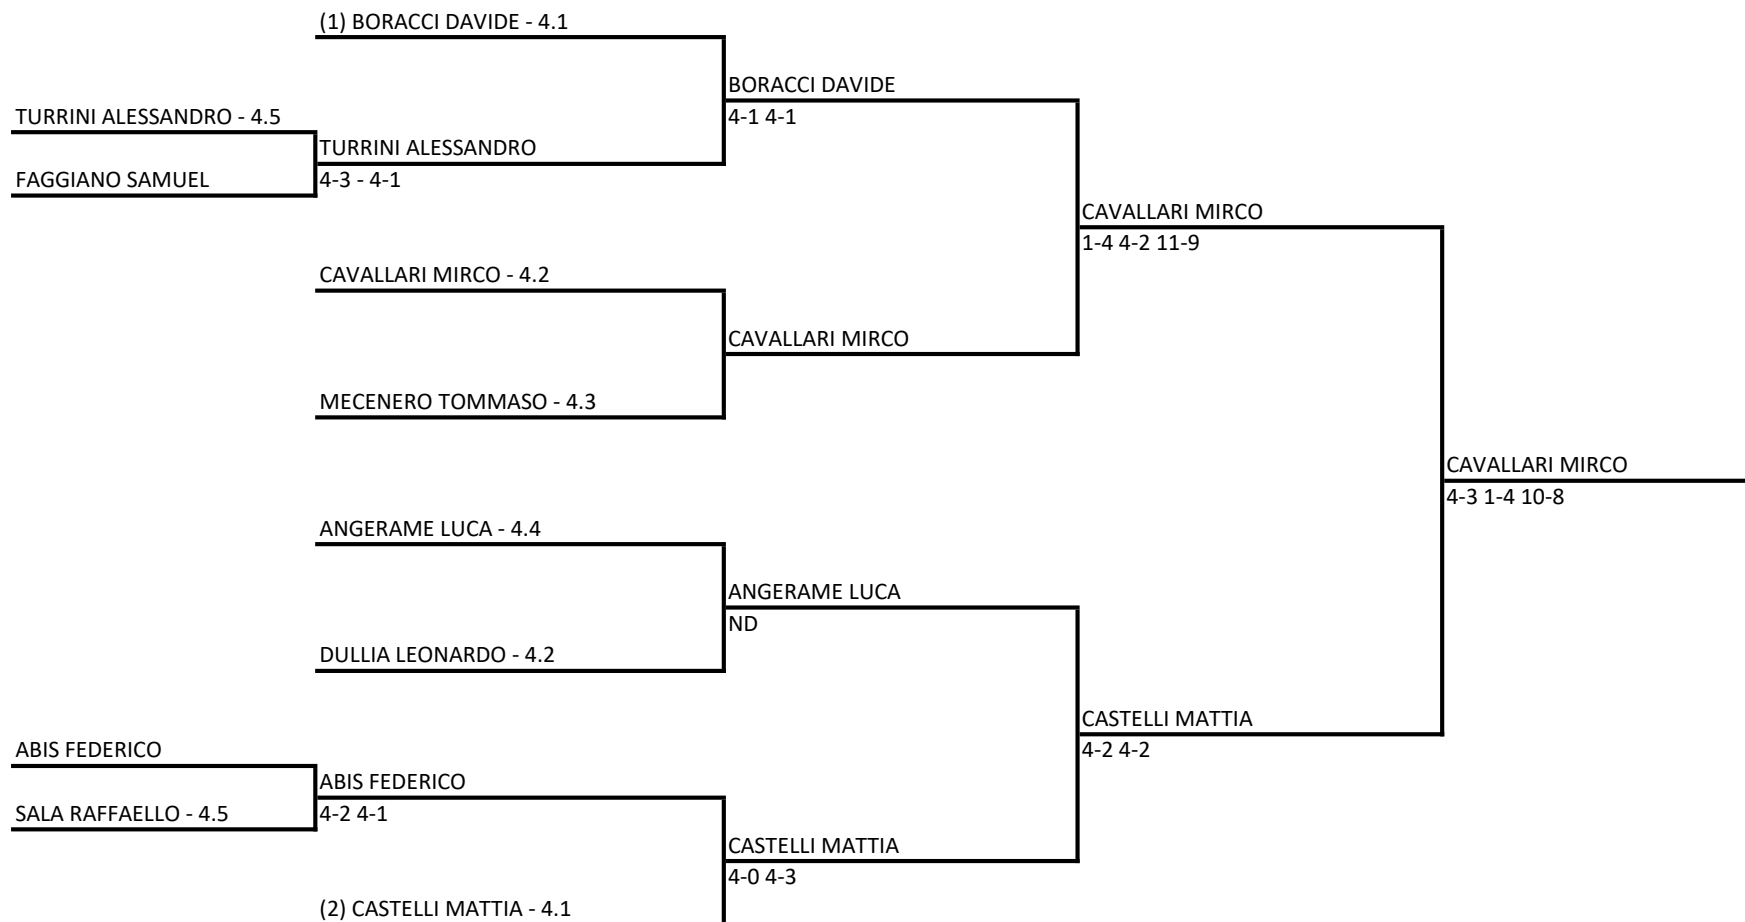 (1) BORACCI DAVIDE - 4.1
BORACCI DAVIDE
4-1 4-1
TURRINI ALESSANDRO - 4.5
TURRINI ALESSANDRO
4-3 - 4-1
FAGGIANO SAMUEL
CAVALLARI MIRCO
1-4 4-2 11-9
CAVALLARI MIRCO - 4.2
CAVALLARI MIRCO
MECENERO TOMMASO - 4.3
CAVALLARI MIRCO
4-3 1-4 10-8
ANGERAME LUCA - 4.4
ANGERAME LUCA
ND
DULLIA LEONARDO - 4.2
CASTELLI MATTIA
4-2 4-2
ABIS FEDERICO
ABIS FEDERICO
4-2 4-1
SALA RAFFAELLO - 4.5
CASTELLI MATTIA
4-0 4-3
(2) CASTELLI MATTIA - 4.1